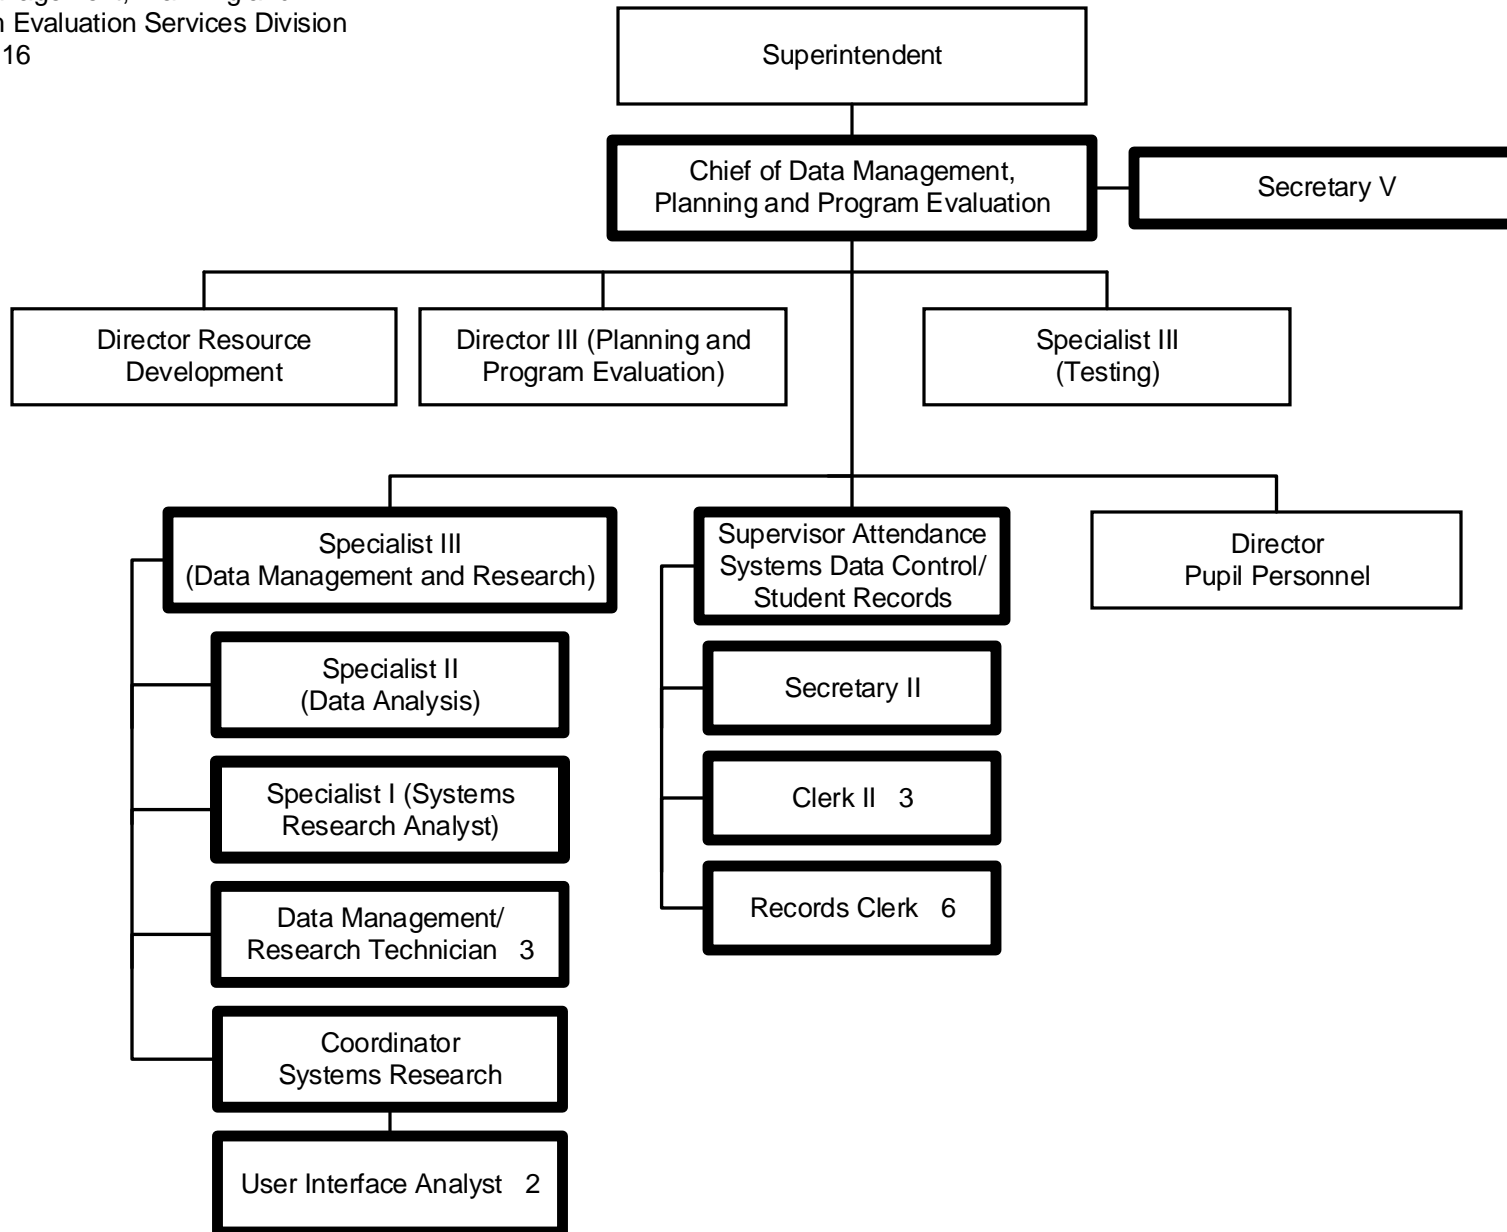 Evaluation Services Division
16
Superintendent
Chief of Data Management,
Planning and Program Evaluation
Secretary V
Director Resource
Development
Director III (Planning and
Program Evaluation)
Specialist III
(Testing)
Specialist III
(Data Management and Research)
Specialist II
(Data Analysis)
Specialist I (Systems
Research Analyst)
Data Management/
Research Technician 3
Coordinator
Systems Research
User Interface Analyst 2
Supervisor Attendance
Systems Data Control/
Student Records
Secretary II
Clerk II 3
Records Clerk 6
Director
Pupil Personnel